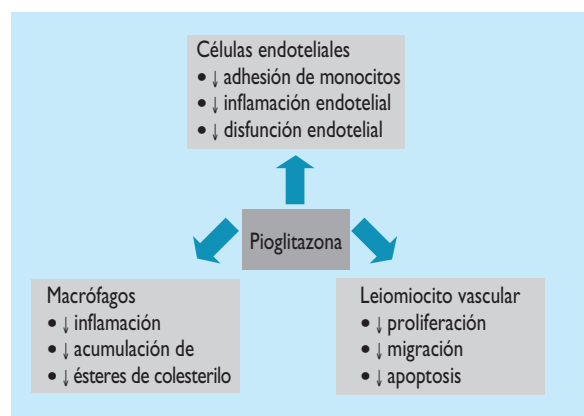 Células endoteliales
• ↓ adhesión de monocitos
• ↓ inflamación endotelial
• ↓ disfunción endotelial
Pioglitazona
Macrófagos
• ↓ inflamación
• ↓ acumulación de
• ↓ ésteres de colesterilo
Leiomiocito vascular
• ↓ proliferación
• ↓ migración
• ↓ apoptosis